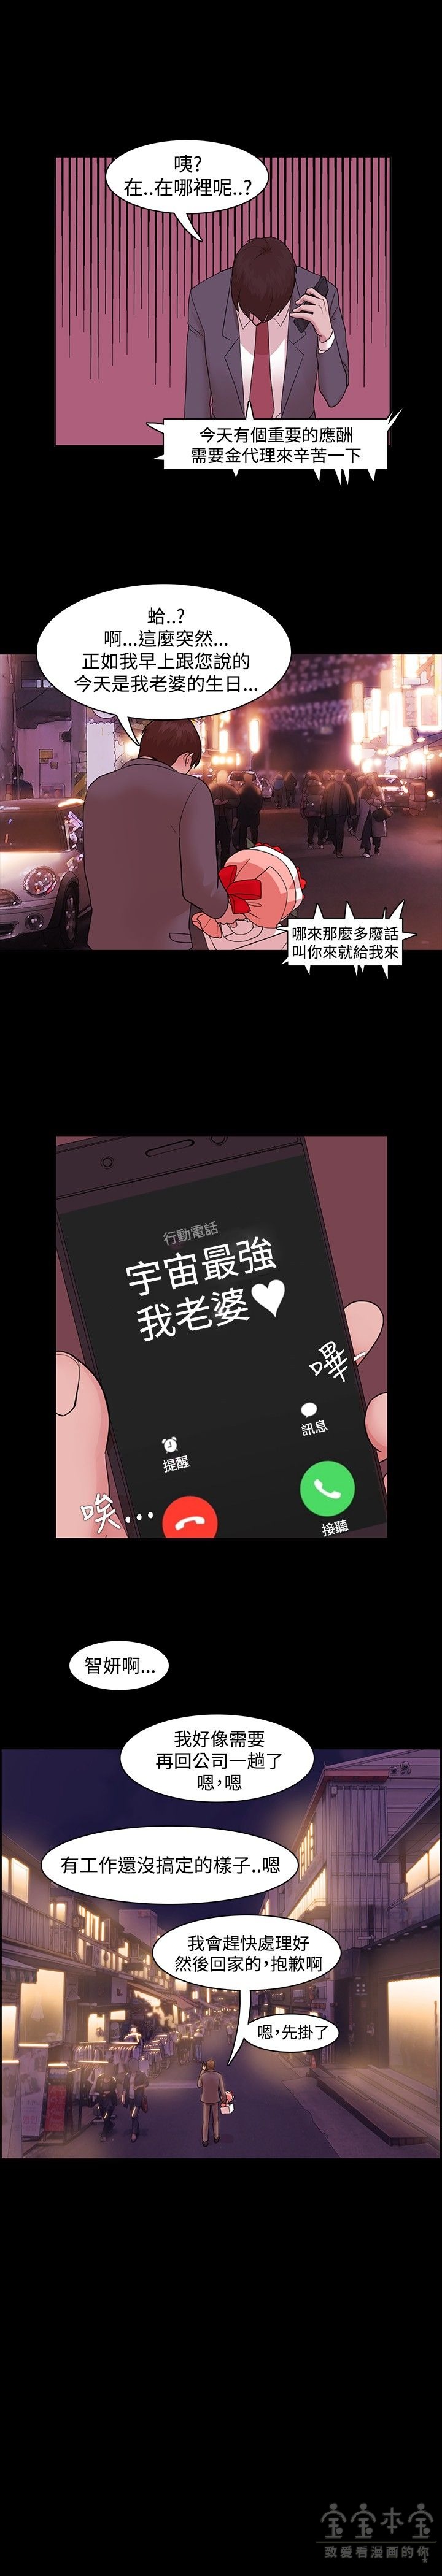 咦?
在..在哪裡呢..?
今天有個重要的應酬
需要金代理來辛苦一下
蛤..?
啊...這麼突然...
正如我早上跟您說的
今天是我老婆的生日...
哪來那麼多廢話
叫你來就給我來
行動電話
宇宙最強
我老婆♥
嗶-
訊息
提醒
唉...
接聽
智妍啊...
我好像需要
再回公司一趟了
嗯,嗯
有工作還沒搞定的樣子..嗯
我會趕快處理好
然後回家的,抱歉啊
嗯,先掛了
宝宝本宝
致爱看漫画的你